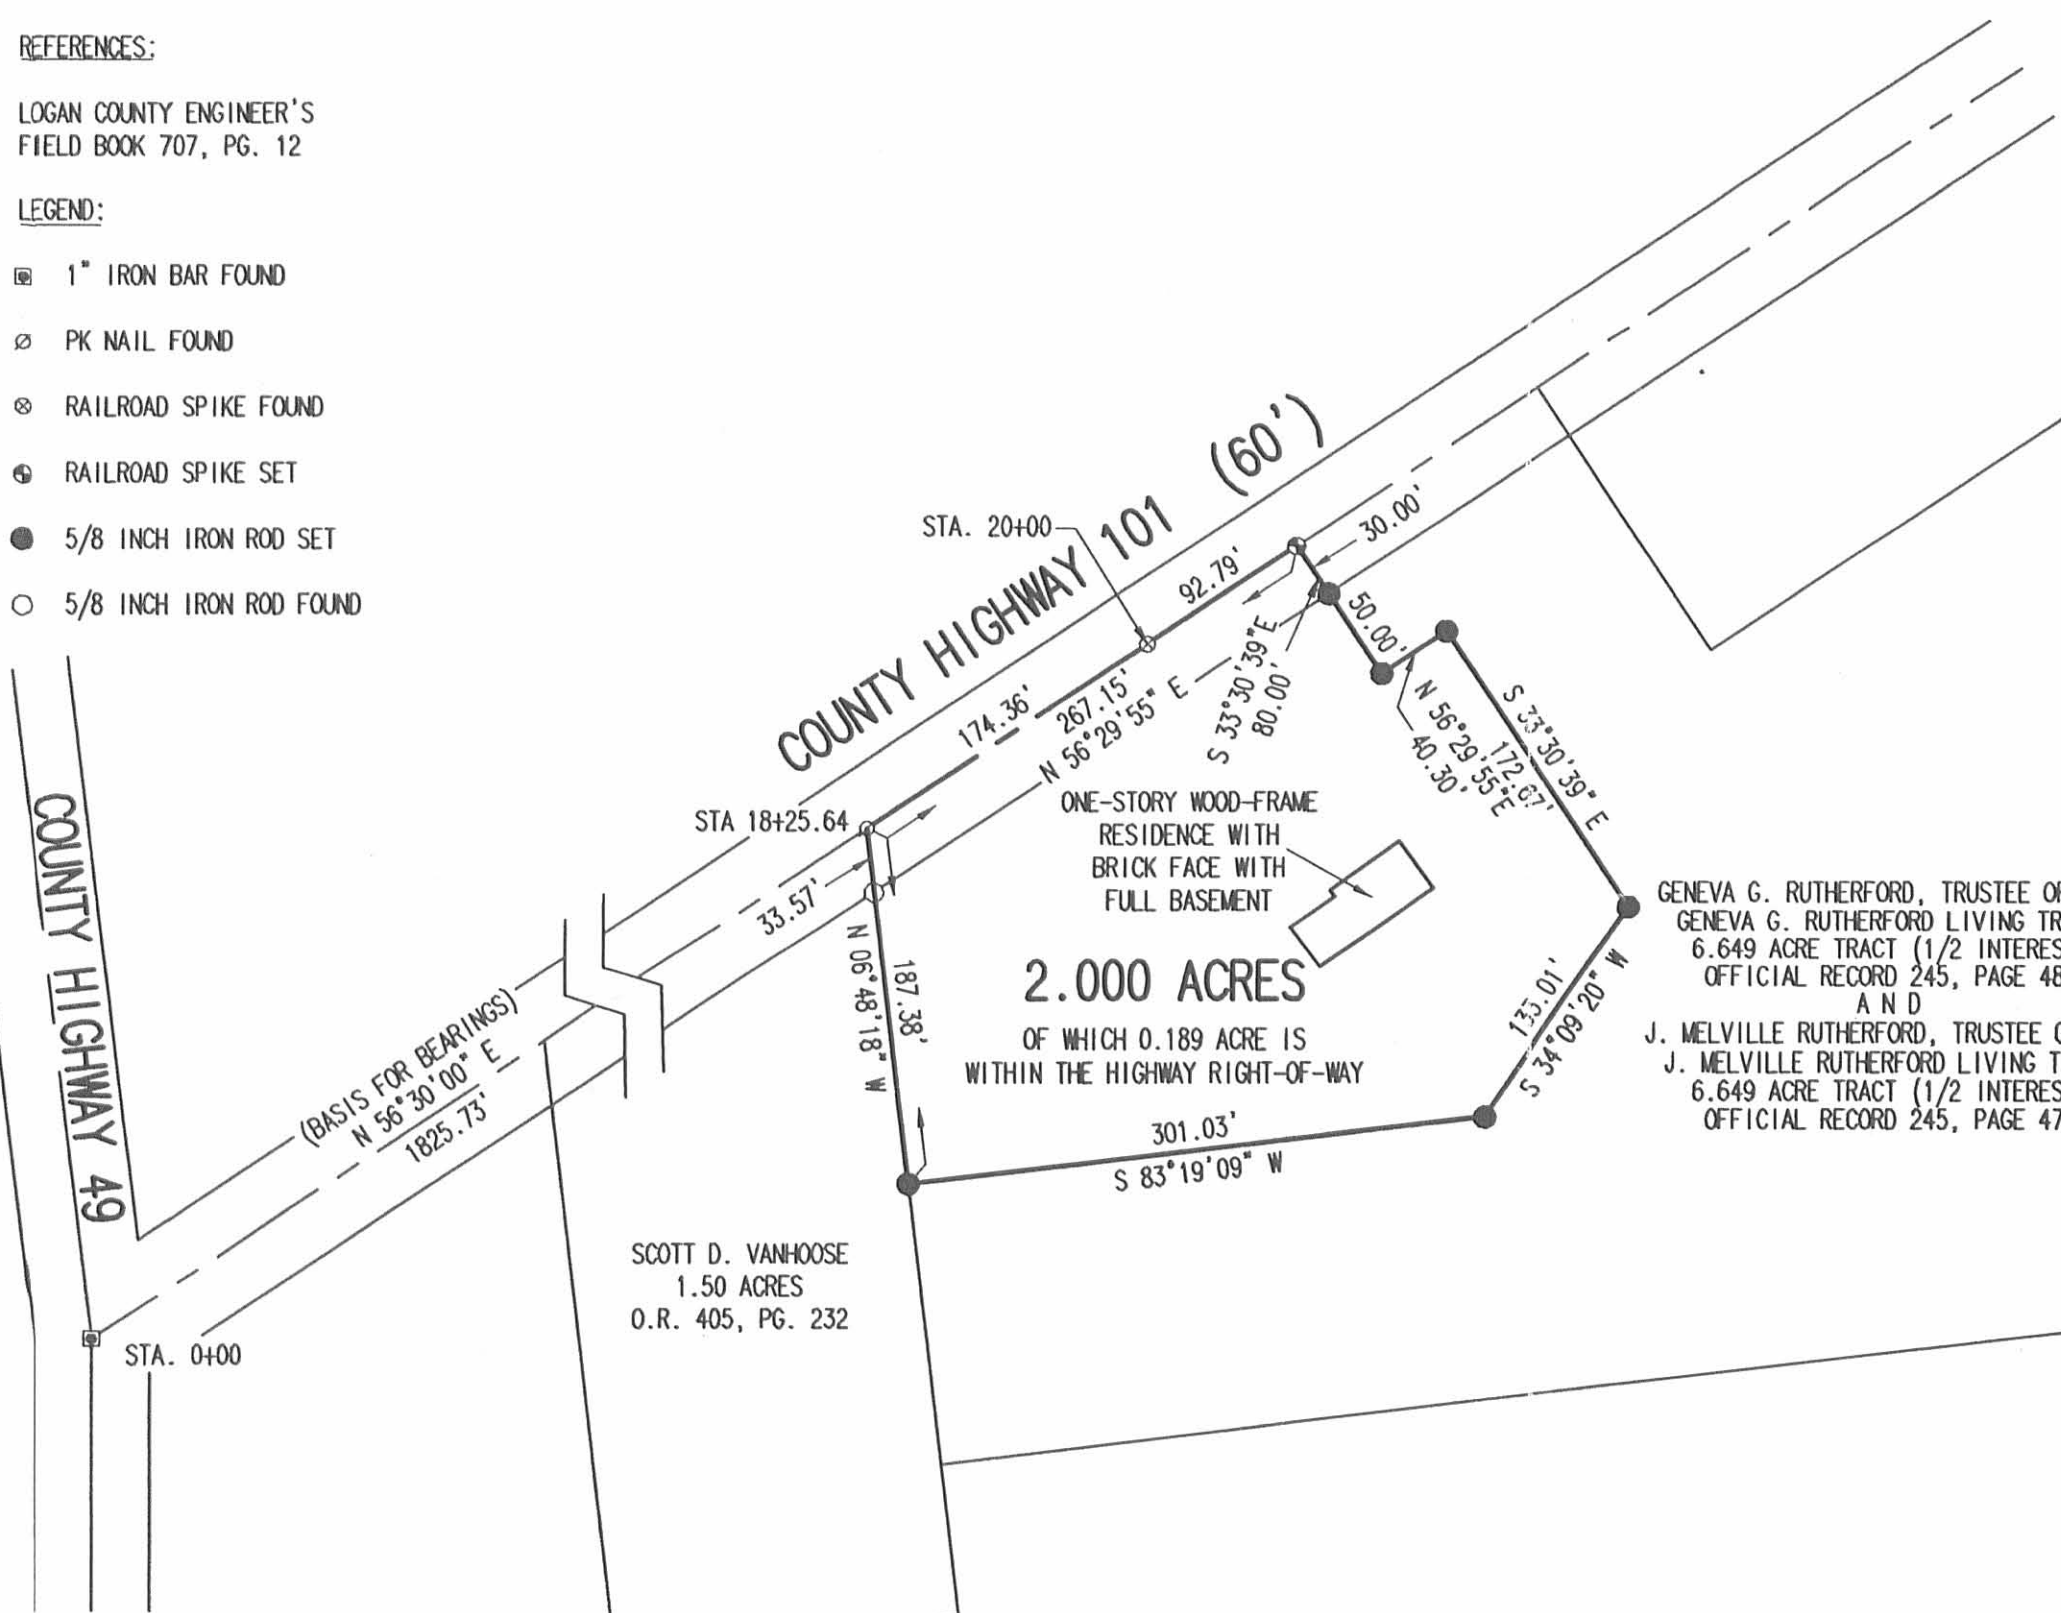 REFERENCES:
LOGAN COUNTY ENGINEER'S
FIELD BOOK 707, PG. 12
LEGEND:
1" IRON BAR FOUND
PK NAIL FOUND
RAILROAD SPIKE FOUND
RAILROAD SPIKE SET
5/8 INCH IRON ROD SET
5/8 INCH IRON ROD FOUND
COUNTY HIGHWAY 101 (60')
STA. 20+00
30.00'
92.79'
50.00'
S 33°30'39"E
80.00'
174.36'
267.15'
N 56°29'55" E
N 56°29'55"E
40.30'
S 33°30'39" E
172.67'
STA 18+25.64
33.57'
ONE-STORY WOOD-FRAME
RESIDENCE WITH
BRICK FACE WITH
FULL BASEMENT
COUNTY HIGHWAY 49
(BASIS FOR BEARINGS)
N 56°30'00" E
1825.73'
N 06°48'18" W
187.38'
2.000 ACRES
OF WHICH 0.189 ACRE IS
WITHIN THE HIGHWAY RIGHT-OF-WAY
S 34°09'20" W
301.03'
S 83°19'09" W
GENEVA G. RUTHERFORD, TRUSTEE
GENEVA G. RUTHERFORD LIVING
6.649 ACRE TRACT (1/2
OFFICIAL RECORD 245, PAGE
AND
J. MELVILLE RUTHERFORD, TRUSTEE
J. MELVILLE RUTHERFORD LIVING
6.649 ACRE TRACT (1/2
OFFICIAL RECORD 245, PAGE
SCOTT D. VANHOOSE
1.50 ACRES
O.R. 405, PG. 232
STA. 0+00